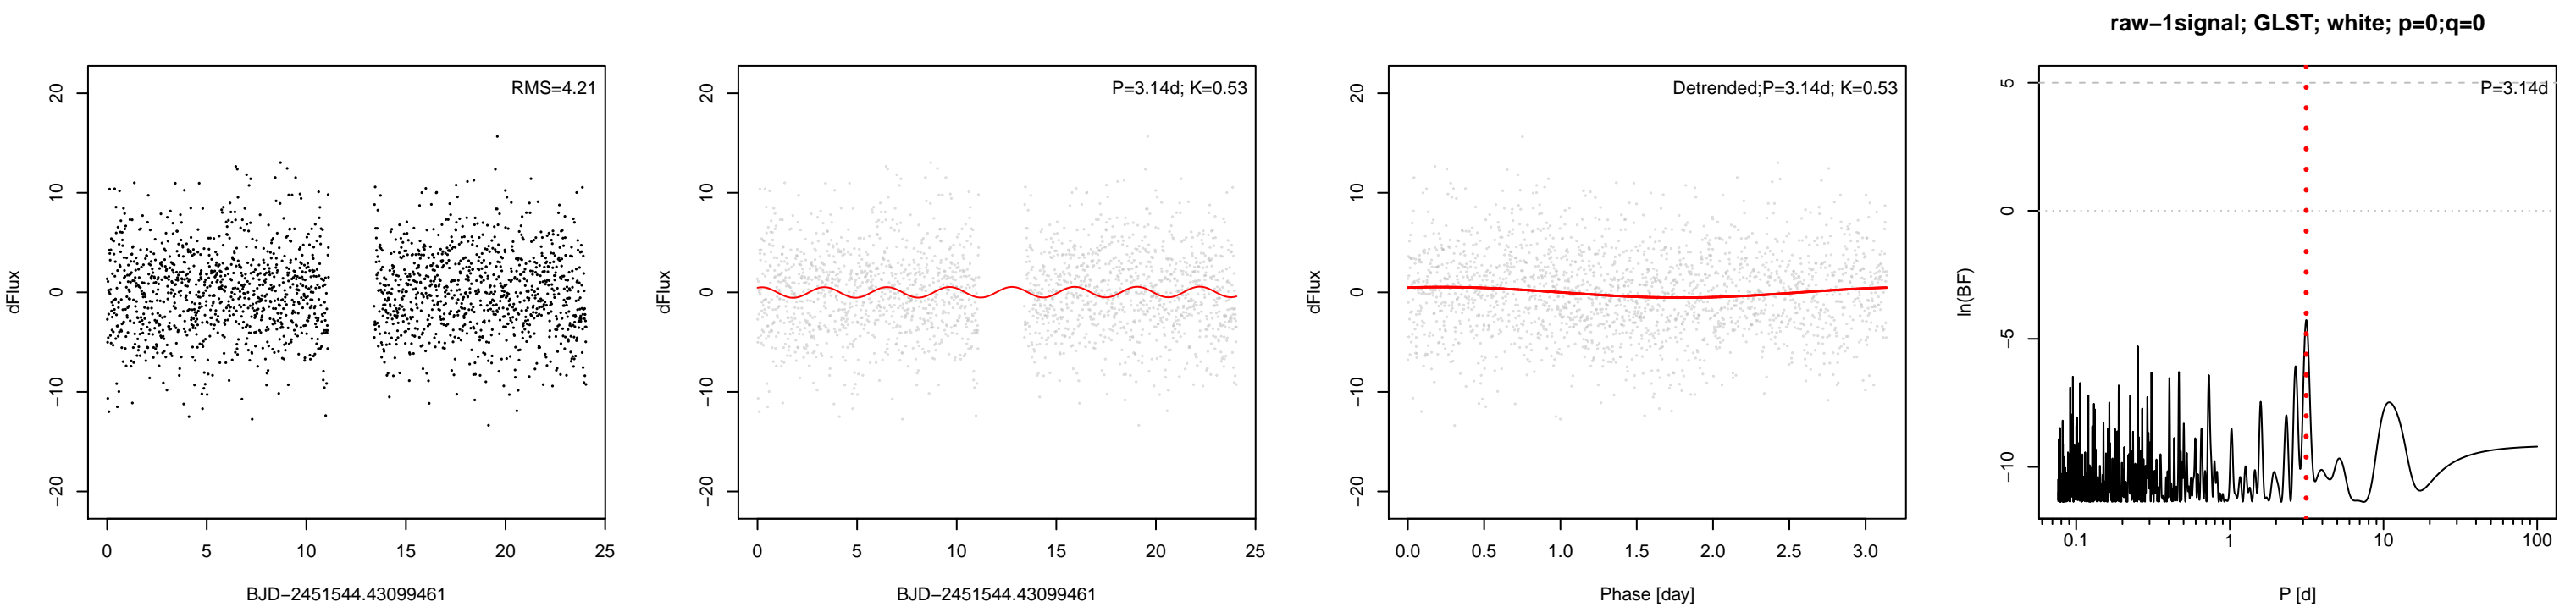 raw−1signal; GLST; white; p=0;q=0
RMS=4.21
20
10
0
−10
−20
dFlux
0 5 10 15 20 25
BJD−2451544.43099461
P=3.14d; K=0.53
20
10
0
−10
−20
dFlux
0 5 10 15 20 25
BJD−2451544.43099461
Detrended;P=3.14d; K=0.53
20
10
0
−10
−20
dFlux
0.0 0.5 1.0 1.5 2.0 2.5 3.0
Phase [day]
P=3.14d
5
0
−5
−10
ln(BF)
0.1 1 10 100
P [d]